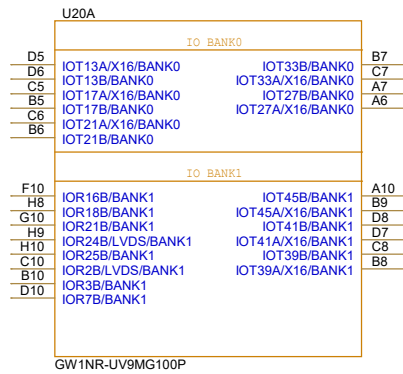 U20A
IO BANK0
D5 IOT13A/X16/BANK0 IOT33B/BANK0 B7
D6 IOT13B/BANK0 IOT33A/X16/BANK0 C7
C5 IOT17A/X16/BANK0 IOT27B/BANK0 A7
B5 IOT17B/BANK0 IOT27A/X16/BANK0 A6
C6 IOT21A/X16/BANK0
B6 IOT21B/BANK0
IO BANK1
F10 IOR16B/BANK1 IOT45B/BANK1 A10
H8 IOR18B/BANK1 IOT45A/X16/BANK1 B9
G10 IOR21B/BANK1 IOT41B/BANK1 D8
H9 IOR24B/LVDS/BANK1 IOT41A/X16/BANK1 D7
H10 IOR25B/BANK1 IOT39B/BANK1 C8
C10 IOR2B/LVDS/BANK1 IOT39A/X16/BANK1 B8
B10 IOR3B/BANK1
D10 IOR7B/BANK1
GW1NR-UV9MG100P